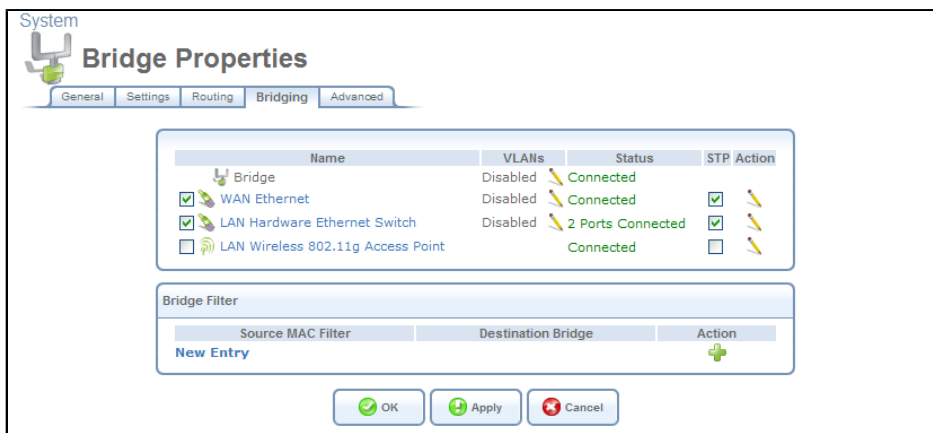 System
Bridge Properties
General Settings Routing Bridging Advanced
Name VLANs Status STP Action
Bridge Disabled Connected
WAN Ethernet Disabled Connected
LAN Hardware Ethernet Switch Disabled 2 Ports Connected
LAN Wireless 802.11g Access Point Connected
Bridge Filter
Source MAC Filter Destination Bridge Action
New Entry
OK Apply Cancel